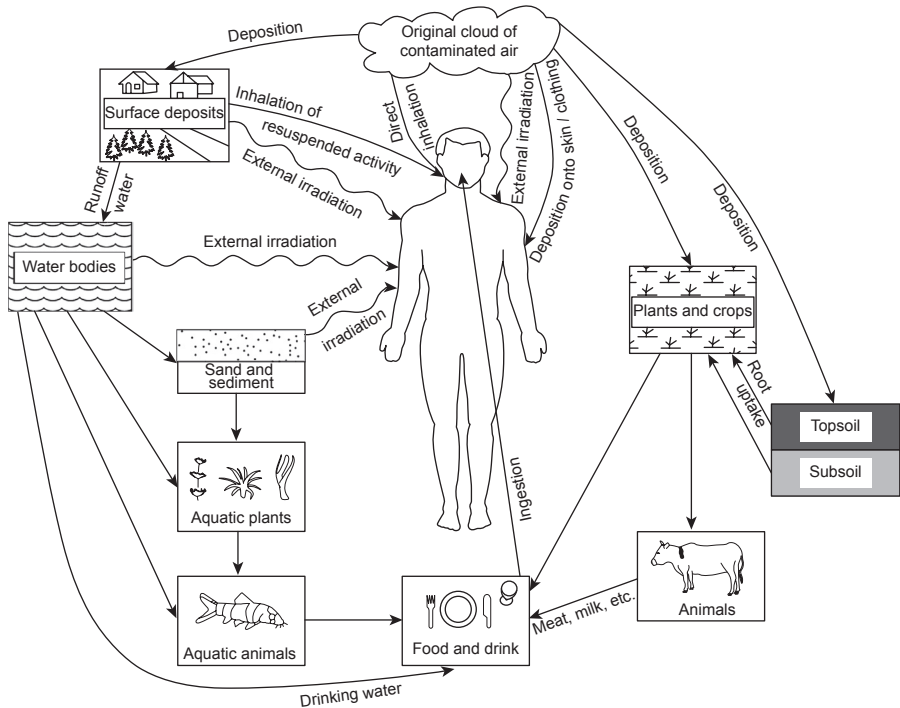 Original cloud of
contaminated air
Deposition
Surface deposits
Inhalation of
resuspended activity
Direct
inhalation
External irradiation
Deposition onto skin / clothing
Deposition
Deposition
External irradiation
Runoff
water
Water bodies
External irradiation
External
irradiation
Sand and
sediment
Plants and crops
Root
uptake
Topsoil
Subsoil
Aquatic plants
Ingestion
Aquatic animals
Food and drink
Meat, milk, etc.
Animals
Drinking water